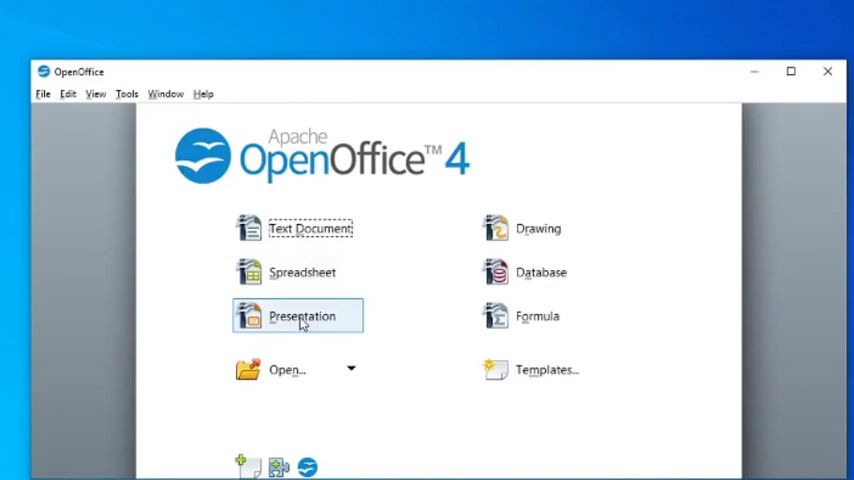 OpenOffice
File Edit View Tools Window Help
Apache
OpenOffice™ 4
Text Document
Drawing
Spreadsheet
Database
Presentation
Formula
Open...
Templates...